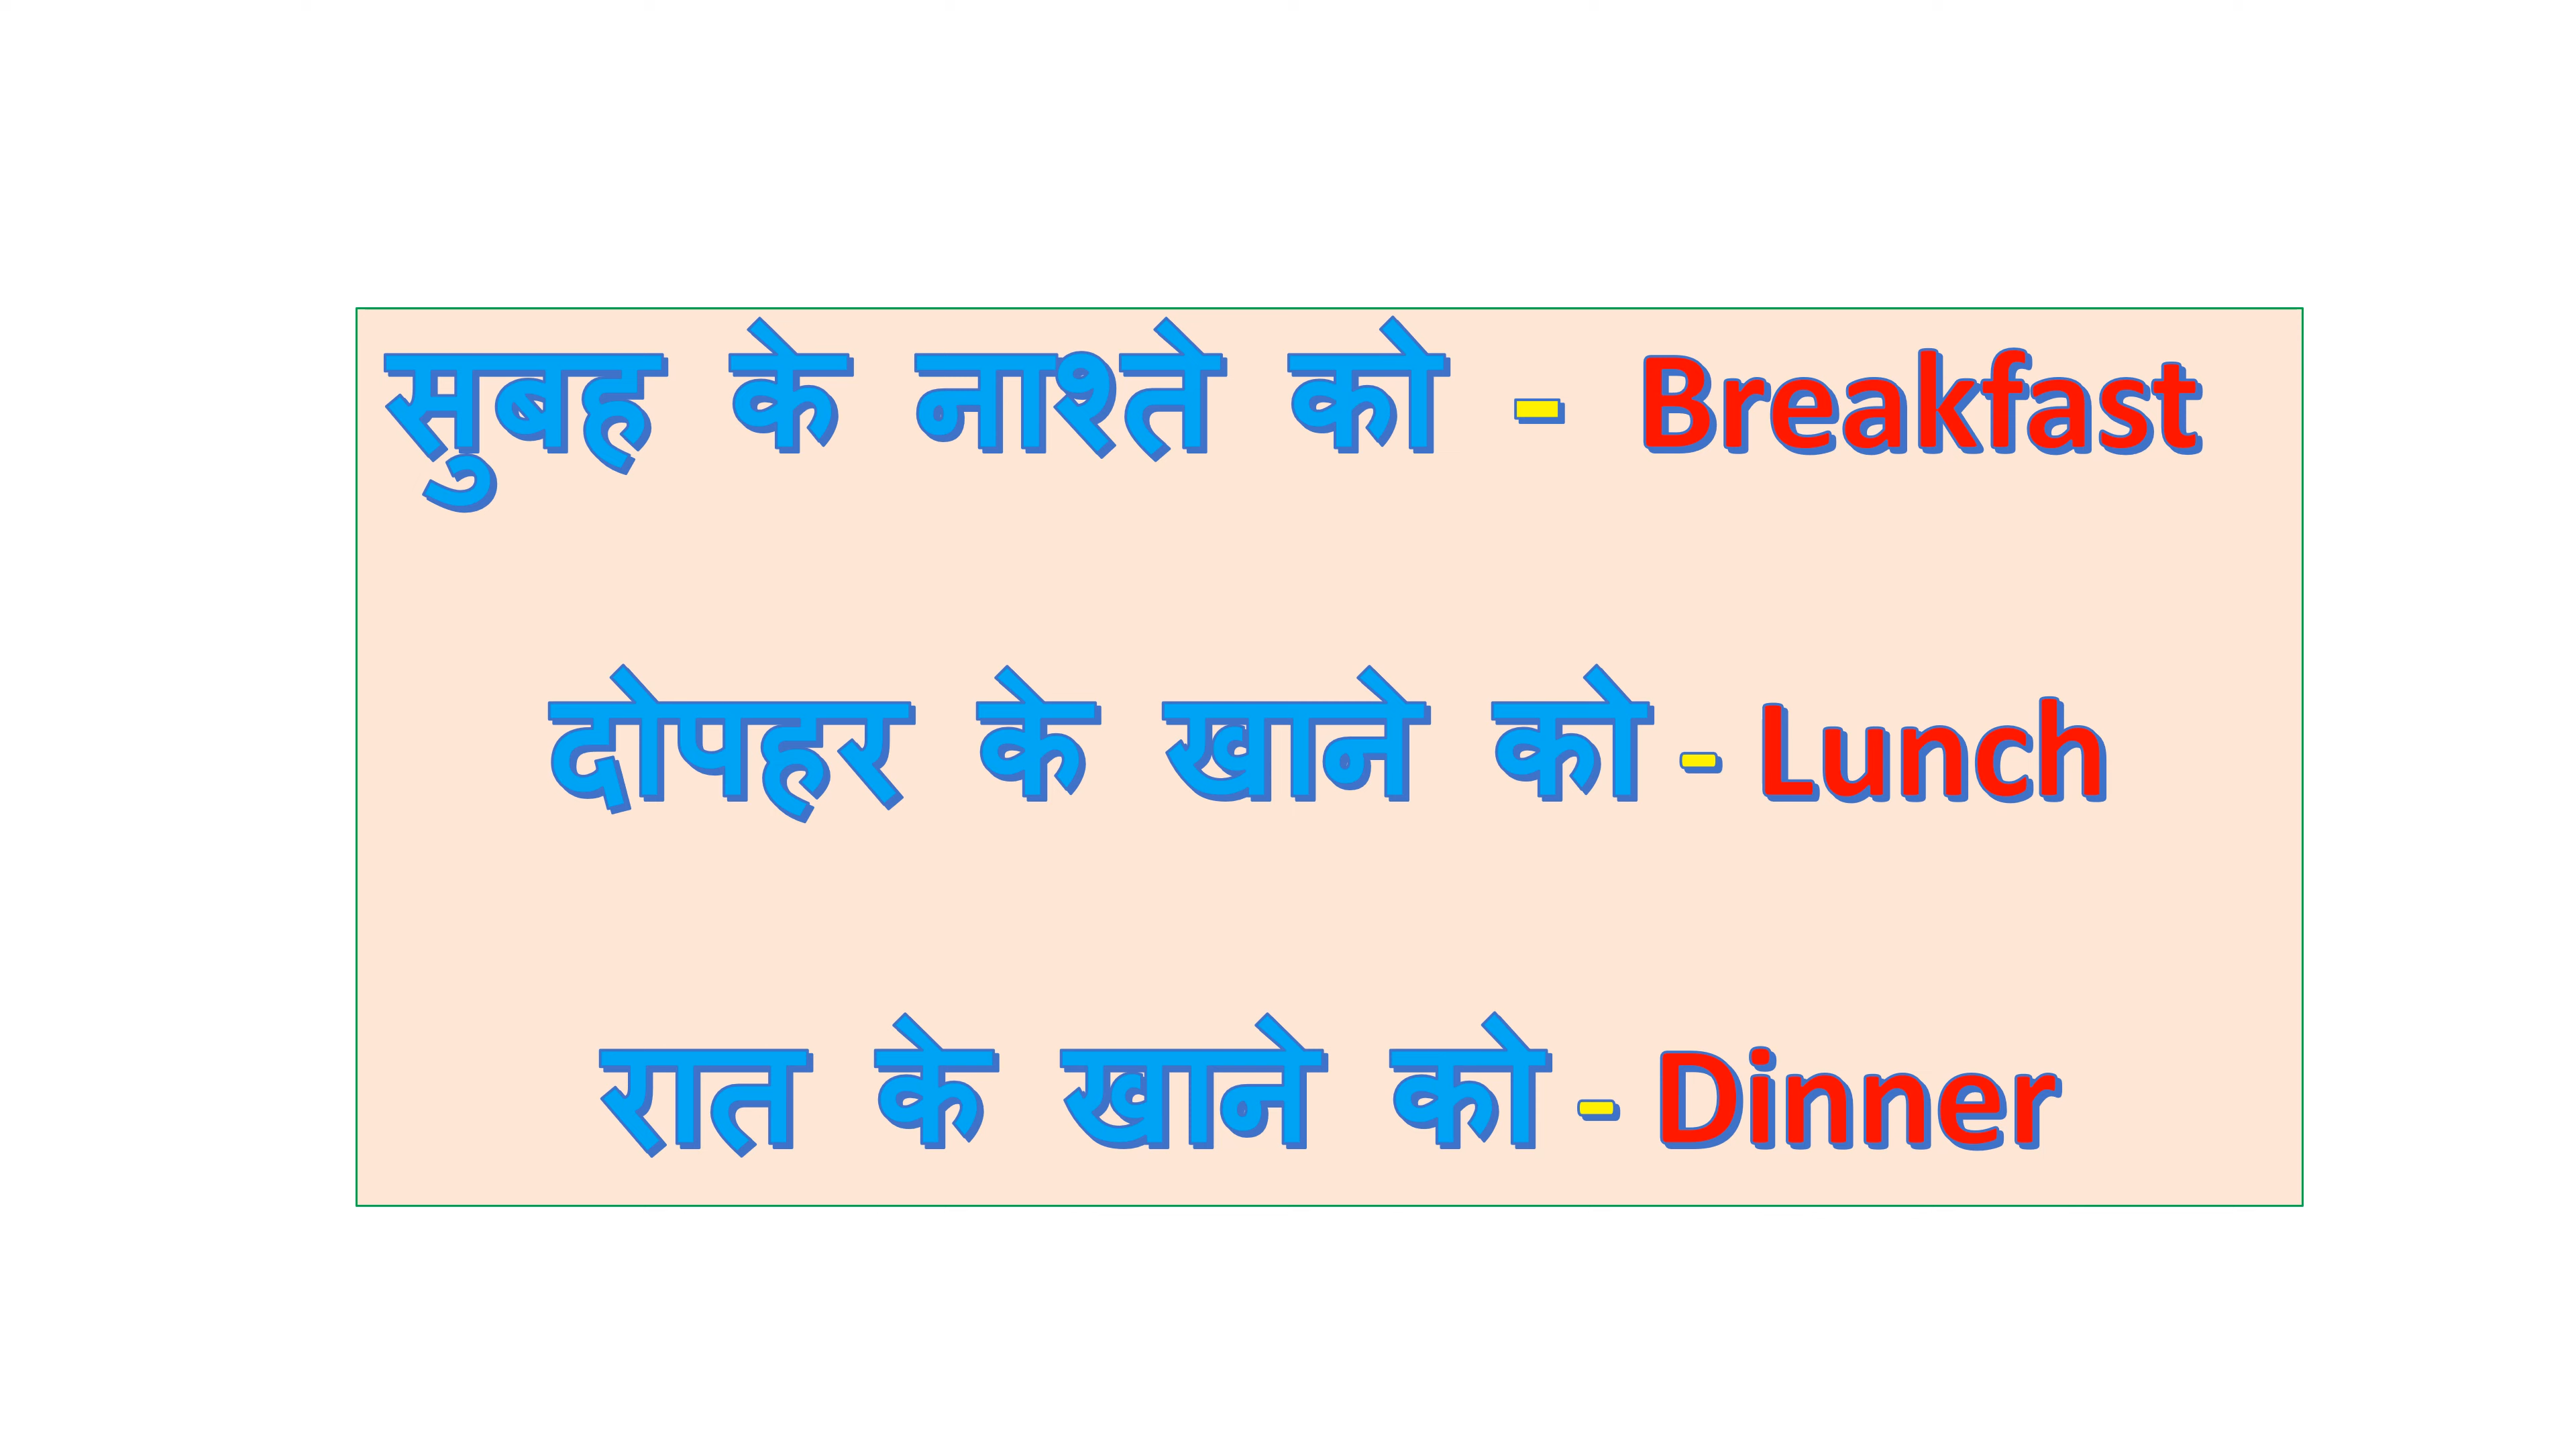 सुबह के नाश्ते को - Breakfast
दोपहर के खाने को - Lunch
रात के खाने को - Dinner